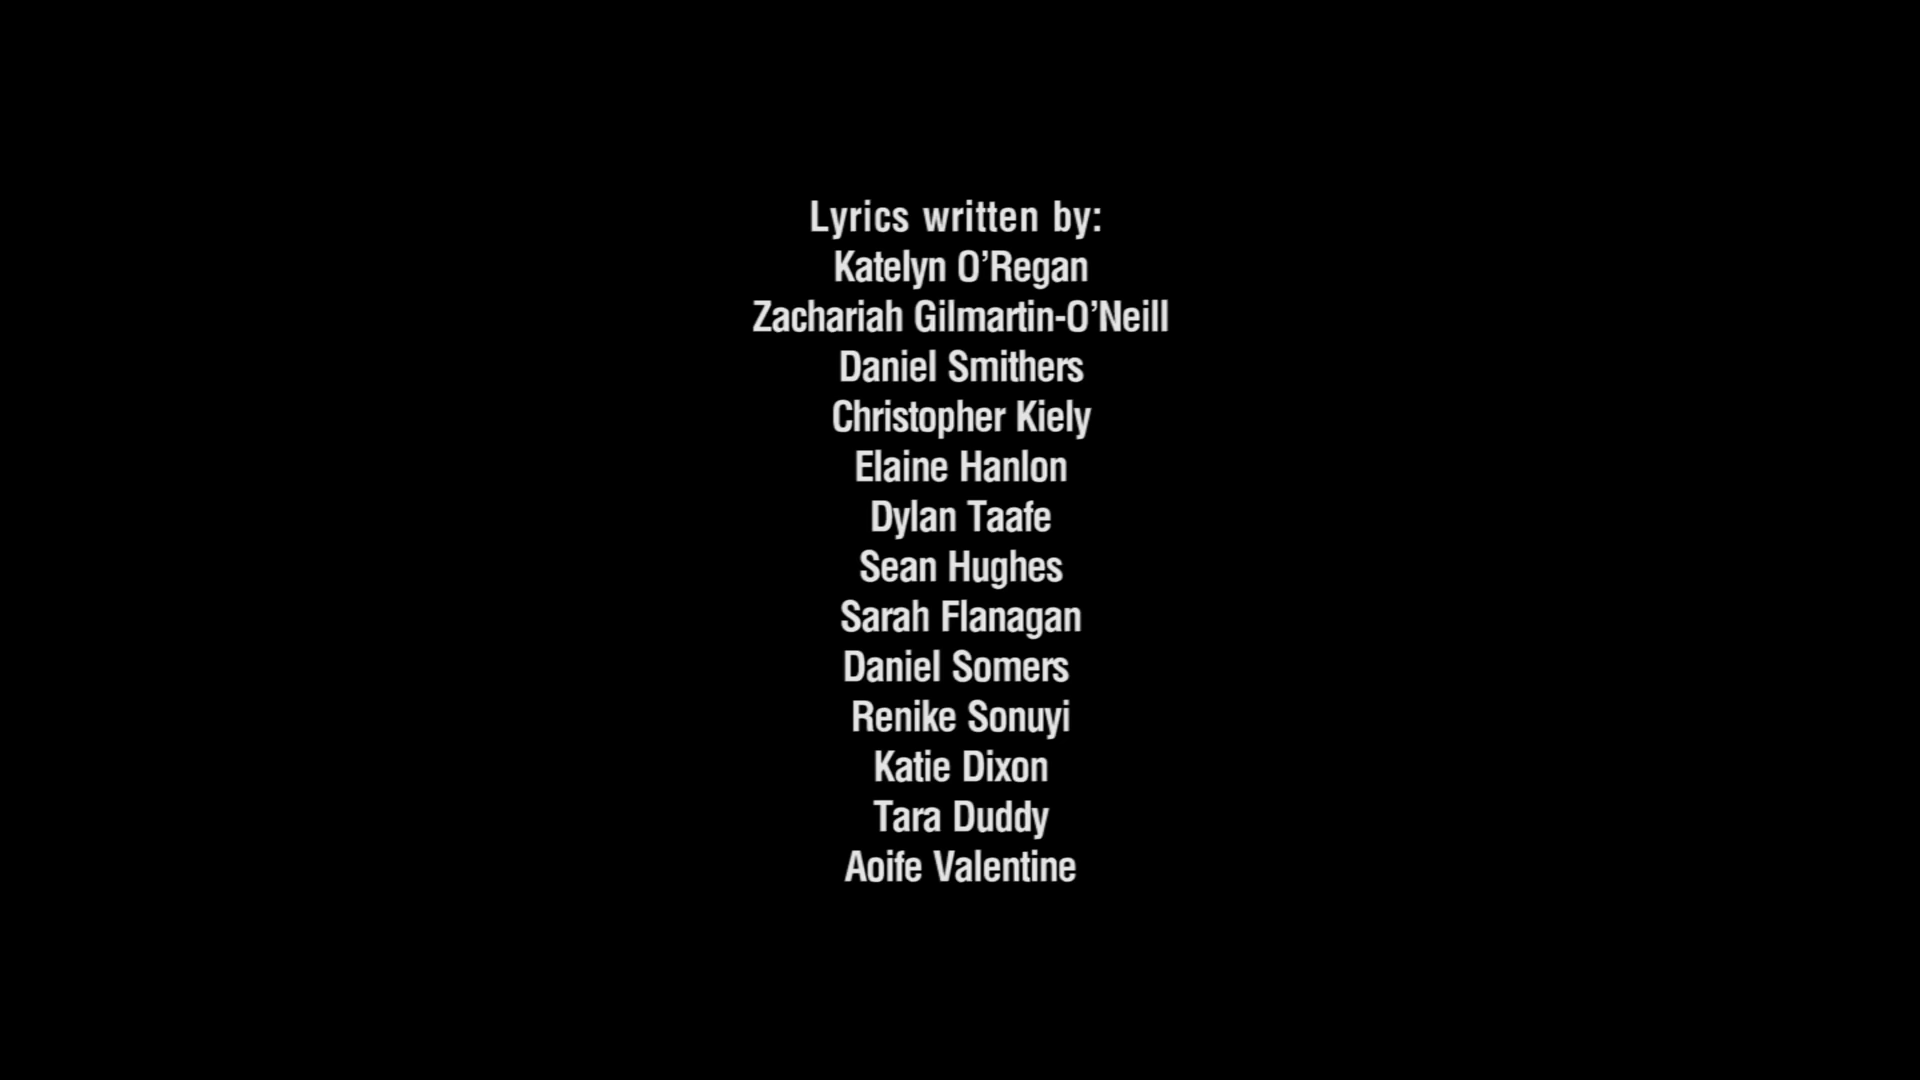 Lyrics written by:
Katelyn O’Regan
Zachariah Gilmartin-O’Neill
Daniel Smithers
Christopher Kiely
Elaine Hanlon
Dylan Taafe
Sean Hughes
Sarah Flanagan
Daniel Somers
Renike Sonuyi
Katie Dixon
Tara Duddy
Aoife Valentine